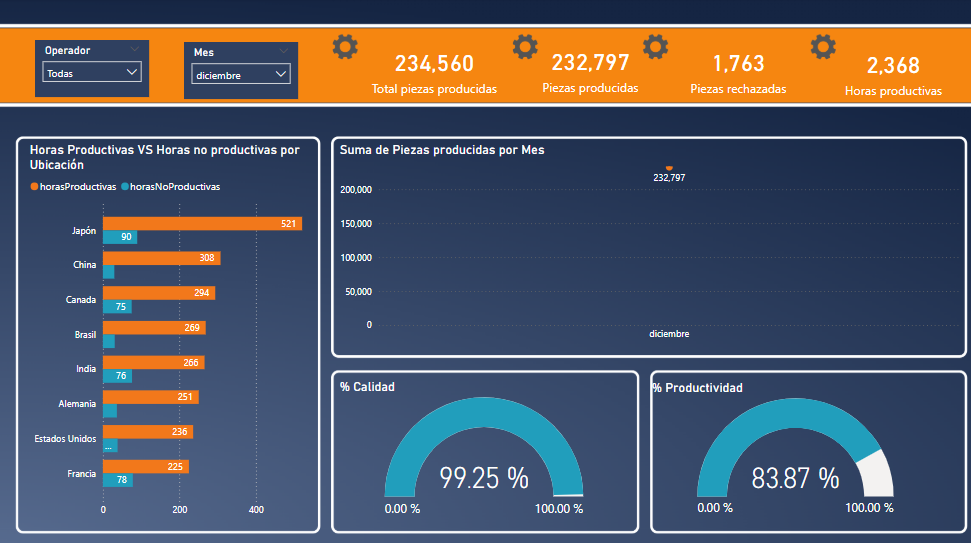 Operador
Todas
Mes
diciembre
234,560
Total piezas producidas
232,797
Piezas producidas
1,763
Piezas rechazadas
2,368
Horas productivas
Horas Productivas VS Horas no productivas por
Ubicación
horasProductivas horasNoProductivas
Japón 521
90
China 308
Canada 294
75
Brasil 269
India 266
76
Alemania 251
Estados Unidos 236
...
Francia 225
78
0 200 400
Suma de Piezas producidas por Mes
232,797
200,000
150,000
100,000
50,000
0
diciembre
% Calidad
99.25 %
0.00 % 100.00 %
% Productividad
83.87 %
0.00 % 100.00 %